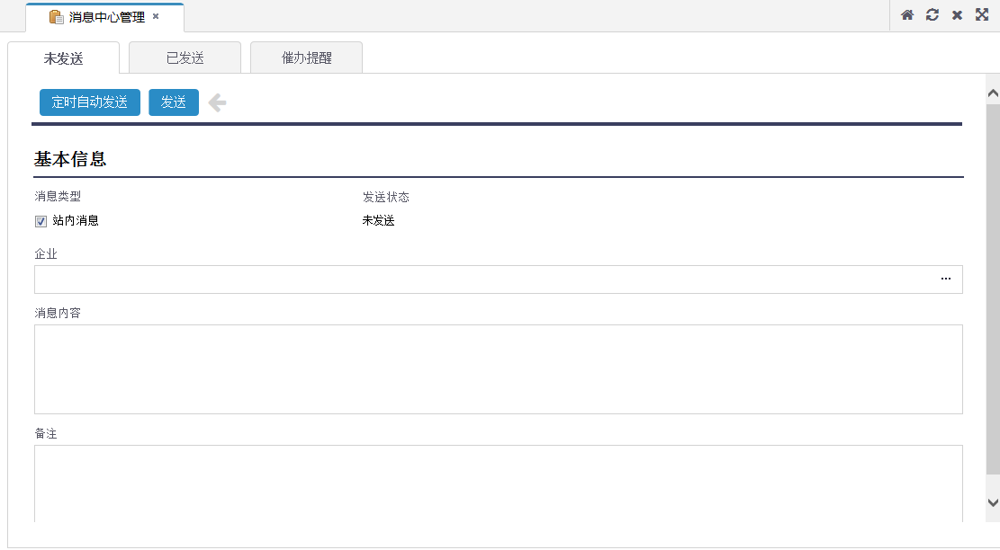 消息中心管理
未发送 已发送 催办提醒
定时自动发送 发送
基本信息
消息类型 发送状态
站内消息 未发送
企业
...
消息内容
备注